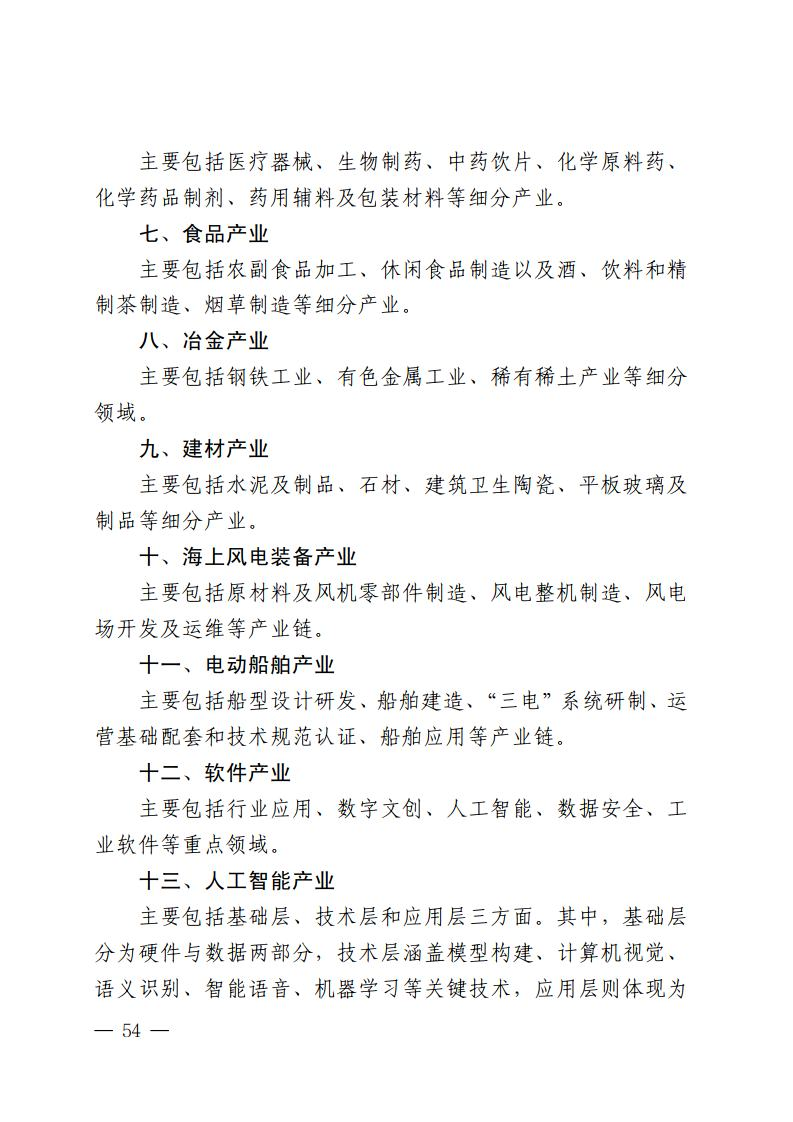 主要包括医疗器械、生物制药、中药饮片、化学原料药、
化学药品制剂、药用辅料及包装材料等细分产业。
七、食品产业
主要包括农副食品加工、休闲食品制造以及酒、饮料和精
制茶制造、烟草制造等细分产业。
八、冶金产业
主要包括钢铁工业、有色金属工业、稀有稀土产业等细分
领域。
九、建材产业
主要包括水泥及制品、石材、建筑卫生陶瓷、平板玻璃及
制品等细分产业。
十、海上风电装备产业
主要包括原材料及风机零部件制造、风电整机制造、风电
场开发及运维等产业链。
十一、电动船舶产业
主要包括船型设计研发、船舶建造、“三电”系统研制、运
营基础配套和技术规范认证、船舶应用等产业链。
十二、软件产业
主要包括行业应用、数字文创、人工智能、数据安全、工
业软件等重点领域。
十三、人工智能产业
主要包括基础层、技术层和应用层三方面。其中，基础层
分为硬件与数据两部分，技术层涵盖模型构建、计算机视觉、
语义识别、智能语音、机器学习等关键技术，应用层则体现为
— 54 —